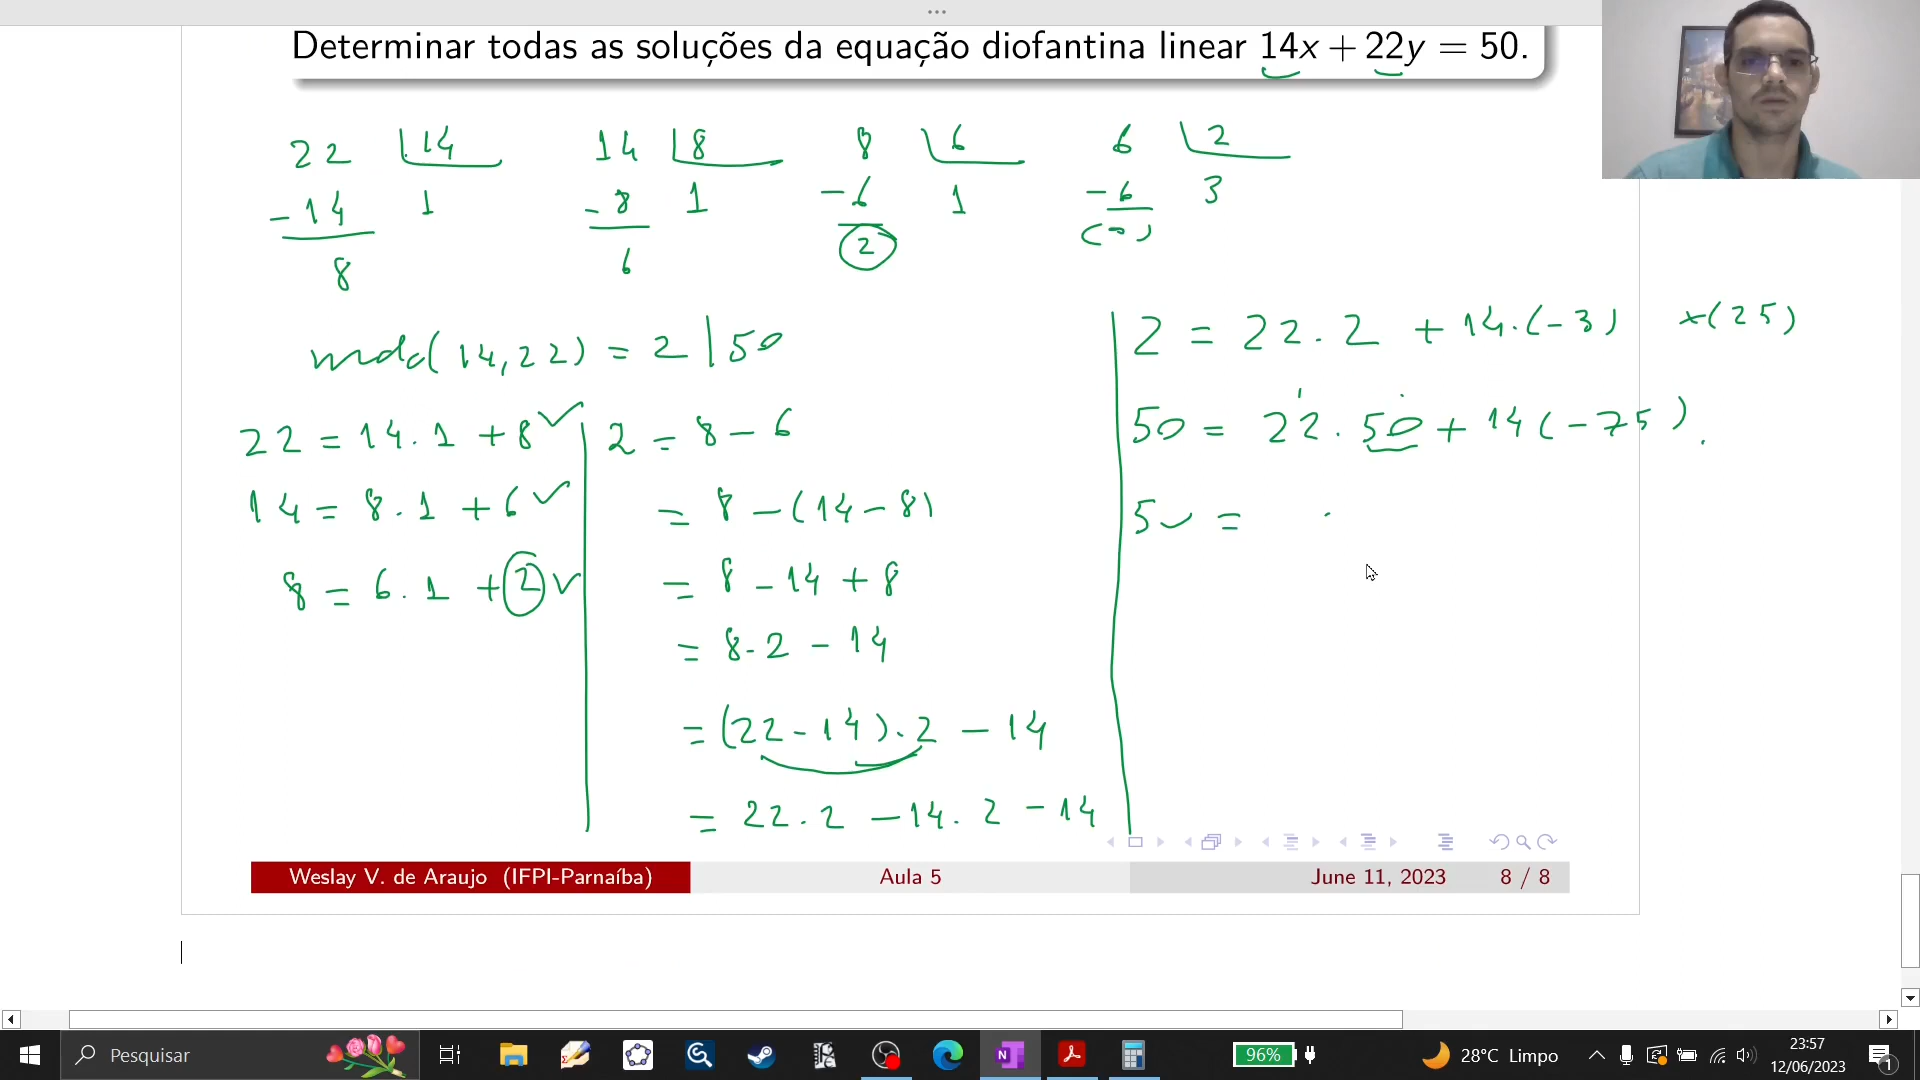 Determinar todas as soluções da equação diofantina linear 14x + 22y = 50.
22 | 14
- 14 1
8
14 | 8
- 8 1
6
8 | 6
- 6 1
2
6 | 2
- 6 3
(0)
mdc(14,22) = 2 | 50
22 = 14.1 + 8 ✓
14 = 8.1 + 6 ✓
8 = 6.1 + 2 ✓
2 = 8 - 6
= 8 - (14 - 8)
= 8 - 14 + 8
= 8.2 - 14
= (22 - 14).2 - 14
= 22.2 - 14.2 - 14
2 = 22.2 + 14.(-3) ×(25)
50 = 22.50 + 14(-75).
50 =
Weslay V. de Araujo (IFPI-Parnaíba) Aula 5 June 11, 2023 8 / 8
Pesquisar 96% 28°C Limpo 23:57
12/06/2023 1